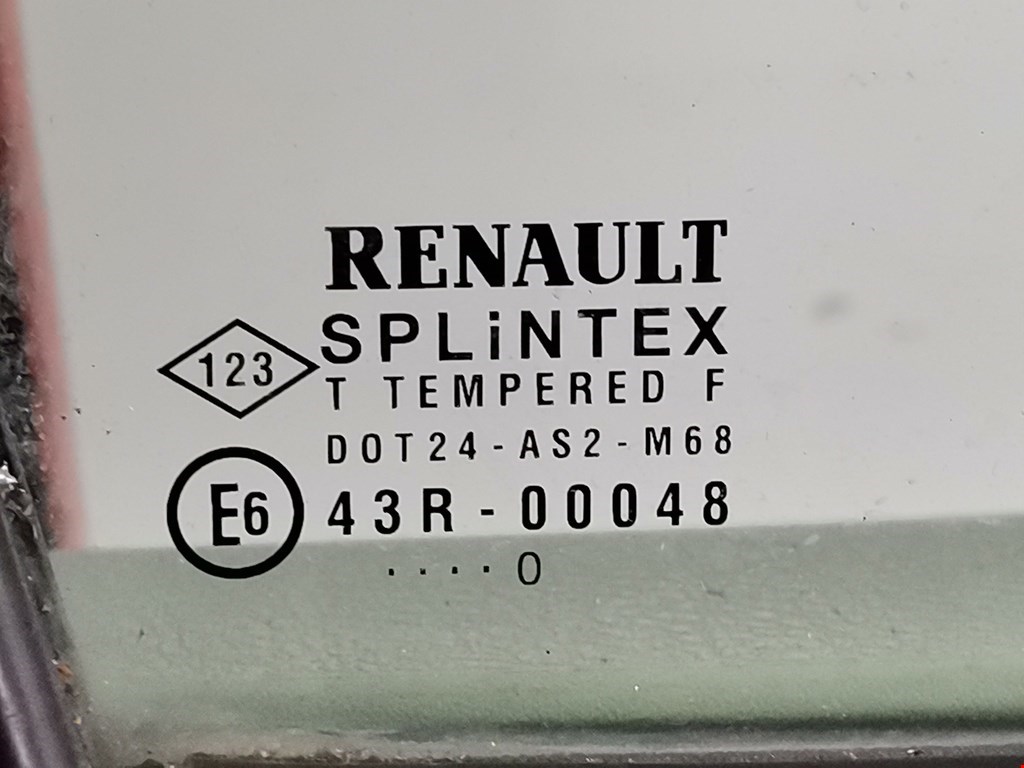 RENAULT
SPLiNTEX
123
T TEMPERED F
DOT24-AS2-M68
E6 43R-00048
....0